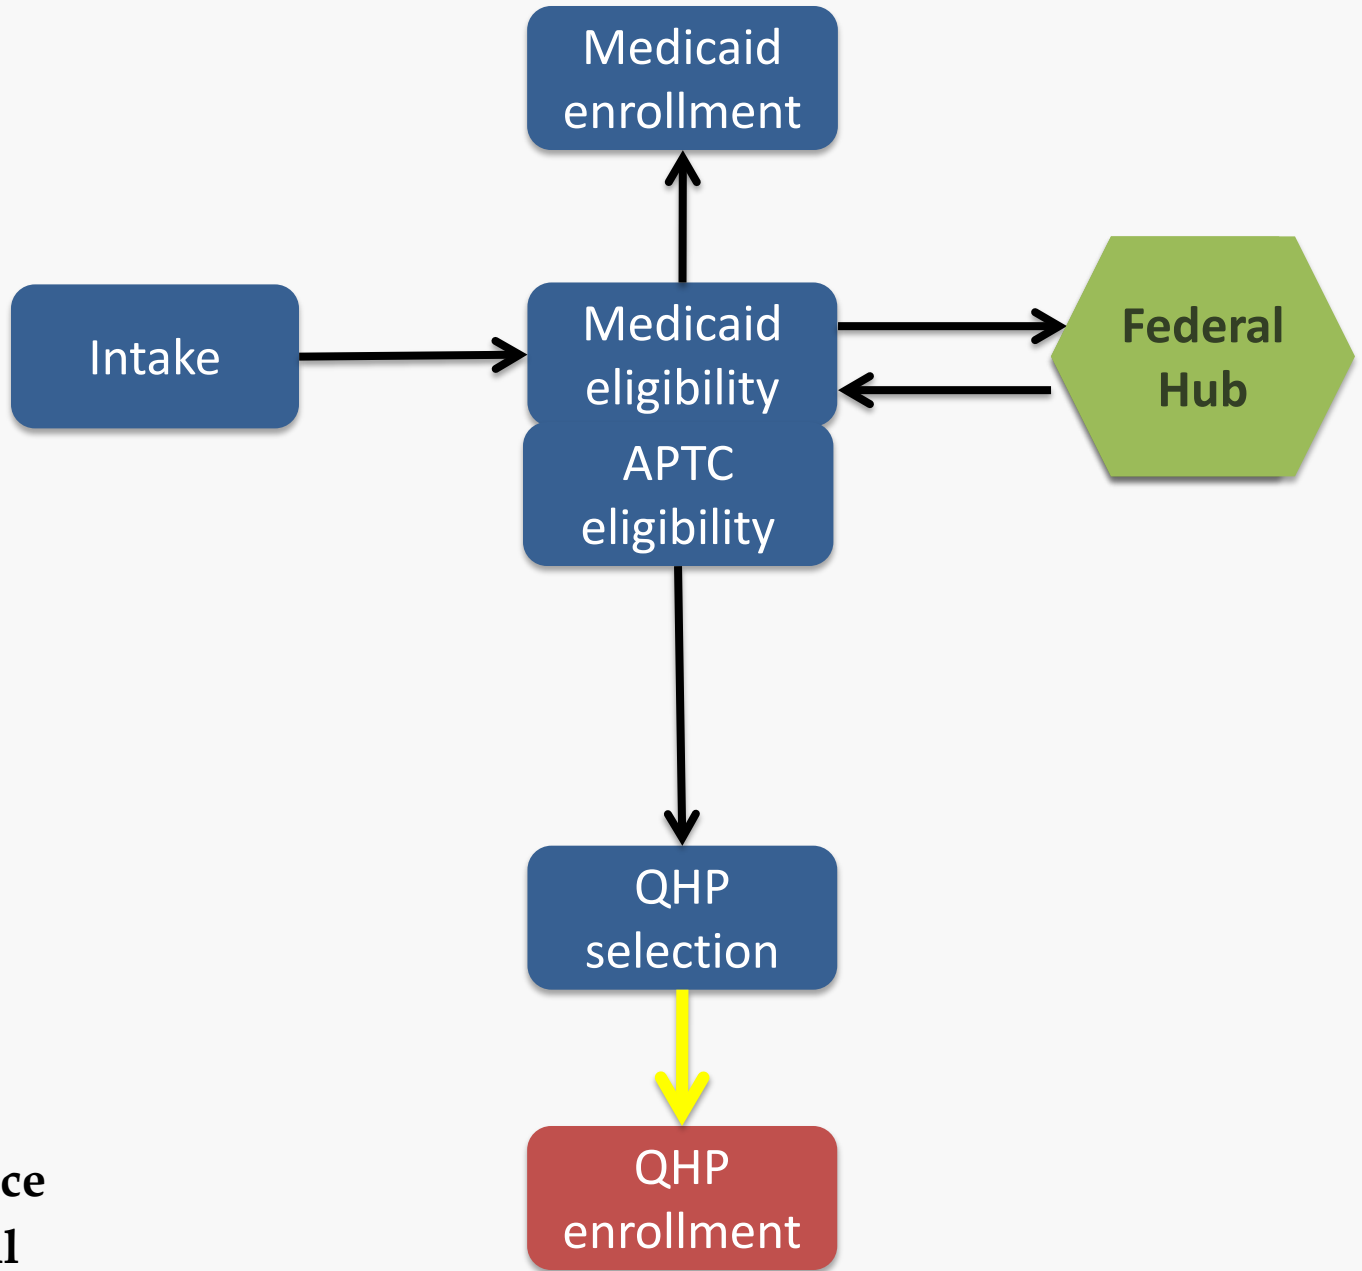 Medicaid
enrollment
Intake
Medicaid
eligibility
Federal
Hub
APTC
eligibility
QHP
selection
QHP
enrollment
ce